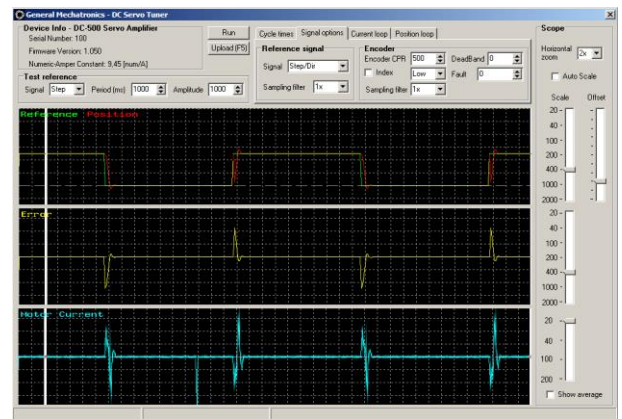 General Mechatronics - DC Servo Tuner
Device Info - DC-500 Servo Amplifier
Serial Number: 100
Firmware Version: 1.050
Numeric-Amper Constant: 9,45 [num/A]
Run
Upload (F5)
Test reference
Signal Step Period (ms) 1000 Amplitude 1000
Cycle times Signal options Current loop Position loop
Reference signal
Signal Step/Dir
Sampling filter 1x
Encoder
Encoder CPR 500 DeadBand 0
Index Low Fault 0
Sampling filter 1x
Scope
Horizontal zoom 2x
Auto Scale
Scale Offset
20
40
100
200
400
1000
2000
Reference Position
Error
20
40
100
200
400
1000
2000
Motor Current
20
40
100
200
Show average